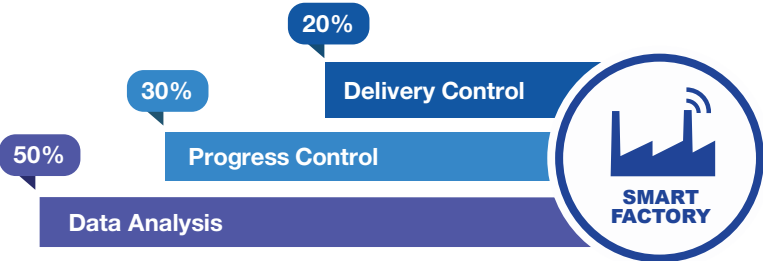 20%
Delivery Control
30%
Progress Control
50%
Data Analysis
SMART
FACTORY